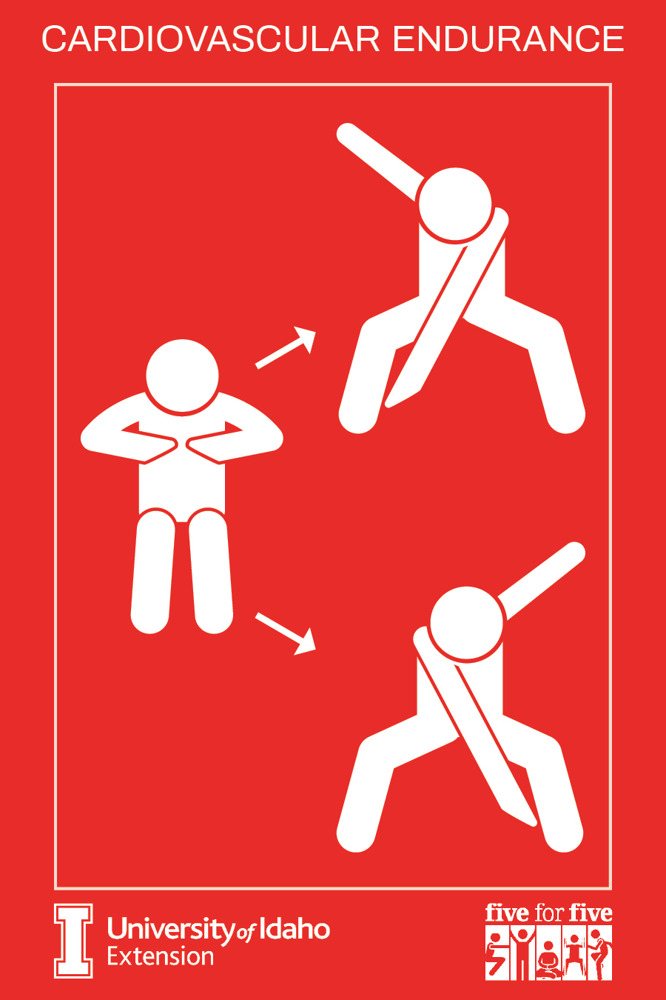 CARDIOVASCULAR ENDURANCE
University of Idaho
Extension
five for five